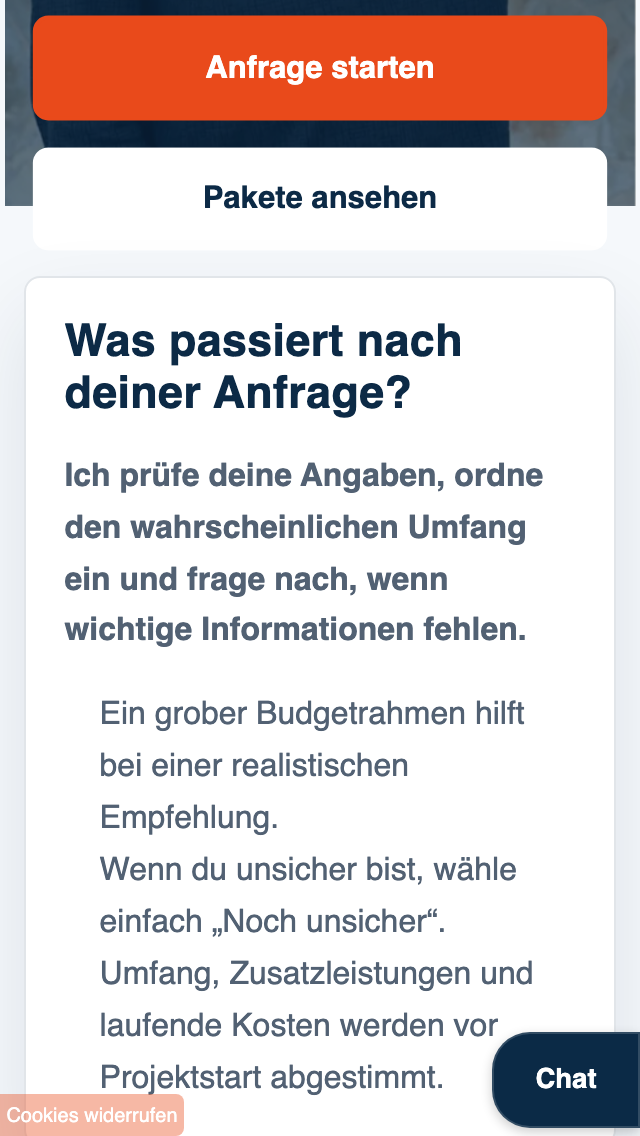 Anfrage starten
Pakete ansehen
Was passiert nach
deiner Anfrage?
Ich prüfe deine Angaben, ordne
den wahrscheinlichen Umfang
ein und frage nach, wenn
wichtige Informationen fehlen.
Ein grober Budgetrahmen hilft
bei einer realistischen
Empfehlung.
Wenn du unsicher bist, wähle
einfach „Noch unsicher“.
Umfang, Zusatzleistungen und
laufende Kosten werden vor
Projektstart abgestimmt.
Chat
Cookies widerrufen